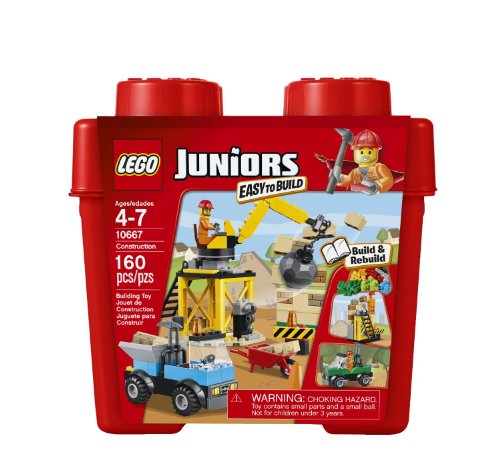 LEGO JUNIORS
EASY TO BUILD
Ages/edades
4-7
10667
Construction
160
pcs/pzs
Building Toy
Jouet de
Construction
Juguete para
Construir
Build &
Rebuild
WARNING: CHOKING HAZARD.
Toy contains small parts and a small ball.
Not for children under 3 years.